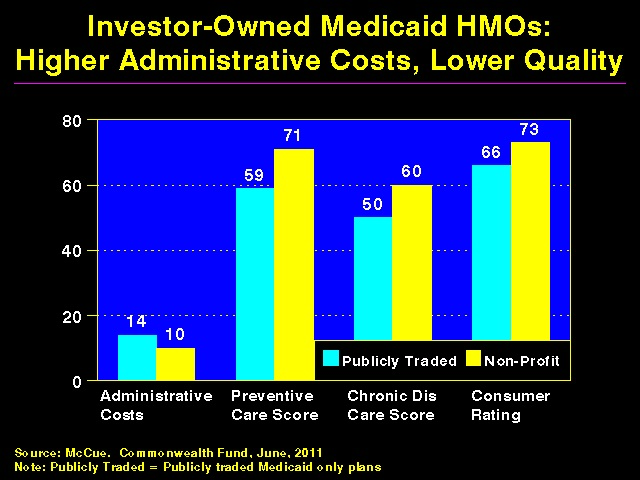 Investor-Owned Medicaid HMOs:
Higher Administrative Costs, Lower Quality
80
60
40
20
0
14
10
59
71
50
60
66
73
Publicly Traded
Non-Profit
Administrative Costs
Preventive Care Score
Chronic Dis Care Score
Consumer Rating
Source: McCue. Commonwealth Fund, June, 2011
Note: Publicly Traded = Publicly traded Medicaid only plans